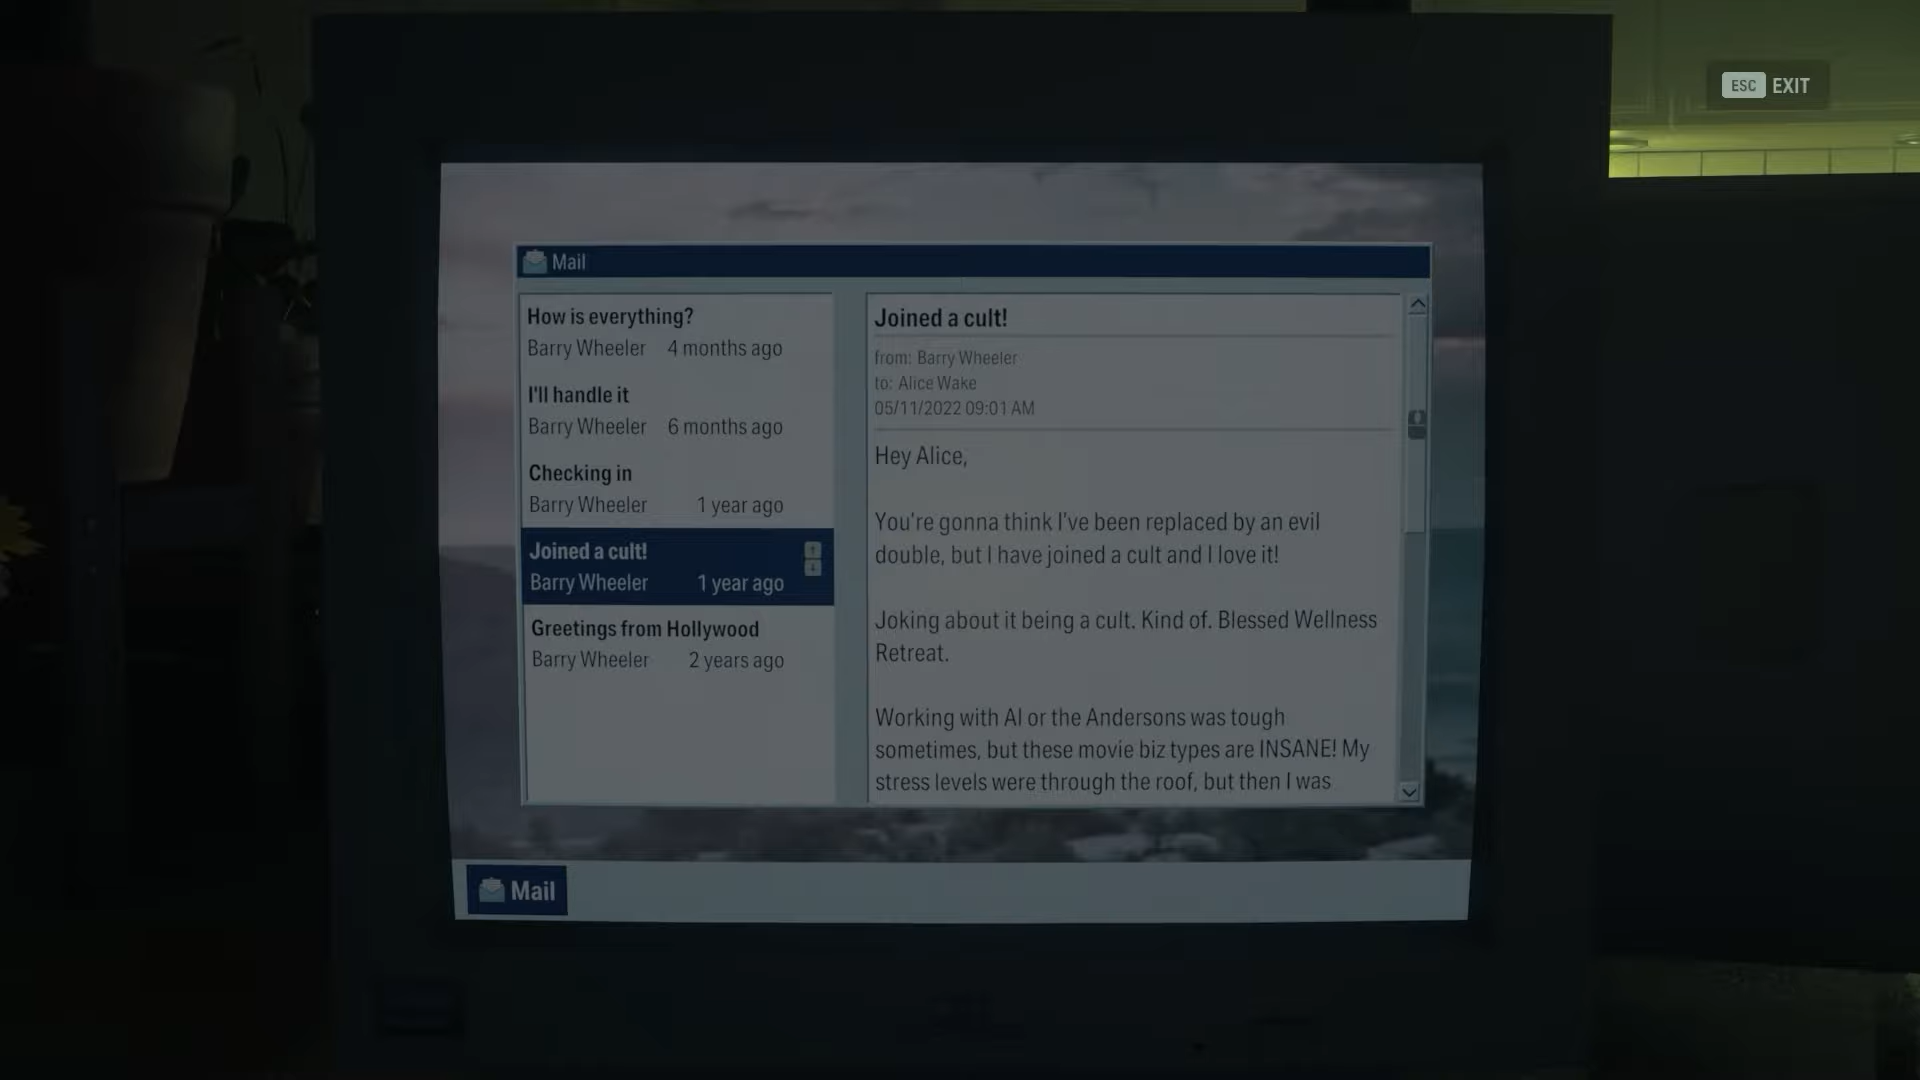 ESC EXIT
Mail
How is everything?
Barry Wheeler 4 months ago
I'll handle it
Barry Wheeler 6 months ago
Checking in
Barry Wheeler 1 year ago
Joined a cult!
Barry Wheeler 1 year ago
Greetings from Hollywood
Barry Wheeler 2 years ago
Joined a cult!
from: Barry Wheeler
to: Alice Wake
05/11/2022 09:01 AM
Hey Alice,
You're gonna think I've been replaced by an evil
double, but I have joined a cult and I love it!
Joking about it being a cult. Kind of. Blessed Wellness
Retreat.
Working with Al or the Andersons was tough
sometimes, but these movie biz types are INSANE! My
stress levels were through the roof, but then I was
Mail